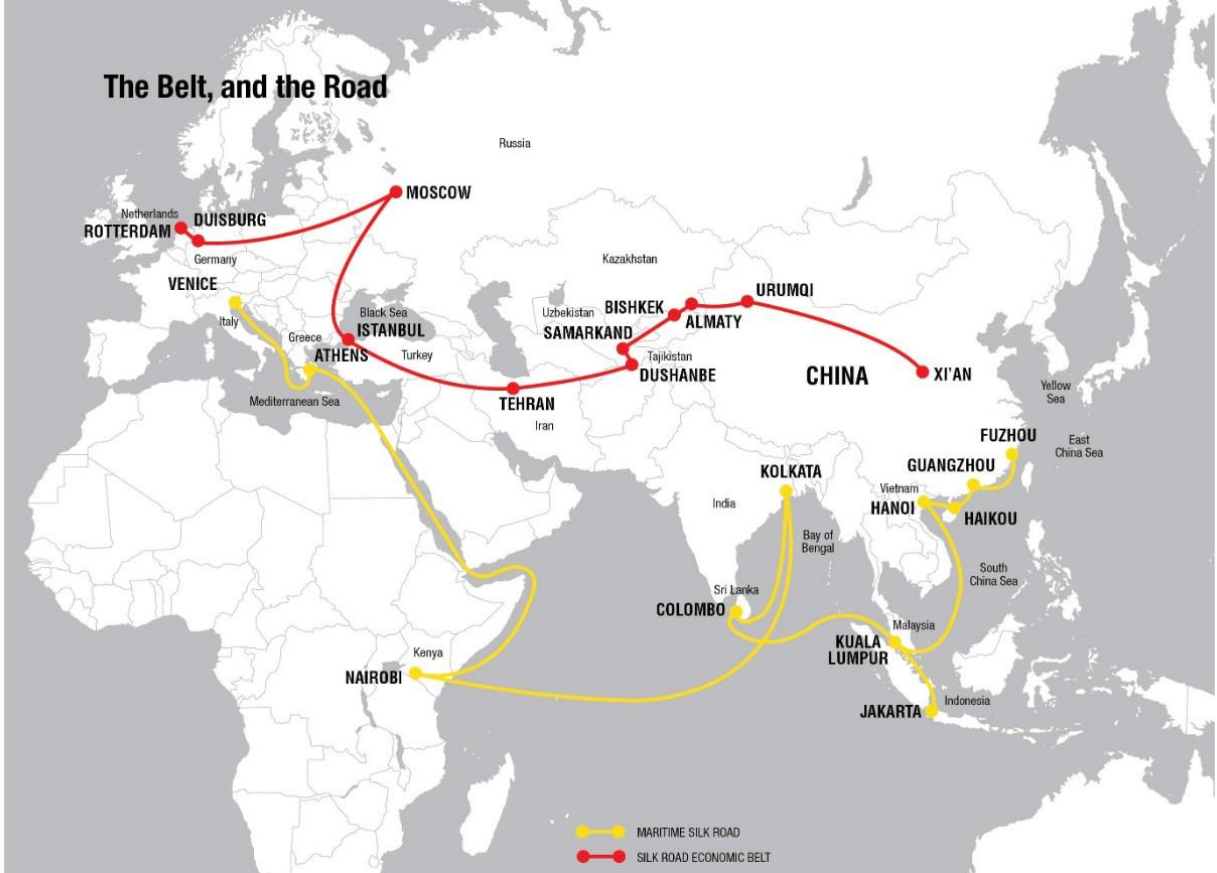 The Belt, and the Road
Russia
MOSCOW
Netherlands
DUISBURG
ROTTERDAM
Germany
Kazakhstan
VENICE
URUMQI
BISHKEK
Black Sea
Uzbekistan
Italy
ISTANBUL
ALMATY
Greece
SAMARKAND
ATHENS
Turkey
Tajikistan
DUSHANBE
CHINA
XI'AN
Mediterranean Sea
TEHRAN
Yellow
Sea
Iran
FUZHOU
East
China Sea
GUANGZHOU
KOLKATA
Vietnam
India
HANOI
HAIKOU
Bay of
Bengal
South
China Sea
Sri Lanka
COLOMBO
Malaysia
KUALA
LUMPUR
Kenya
NAIROBI
Indonesia
JAKARTA
MARITIME SILK ROAD
SILK ROAD ECONOMIC BELT